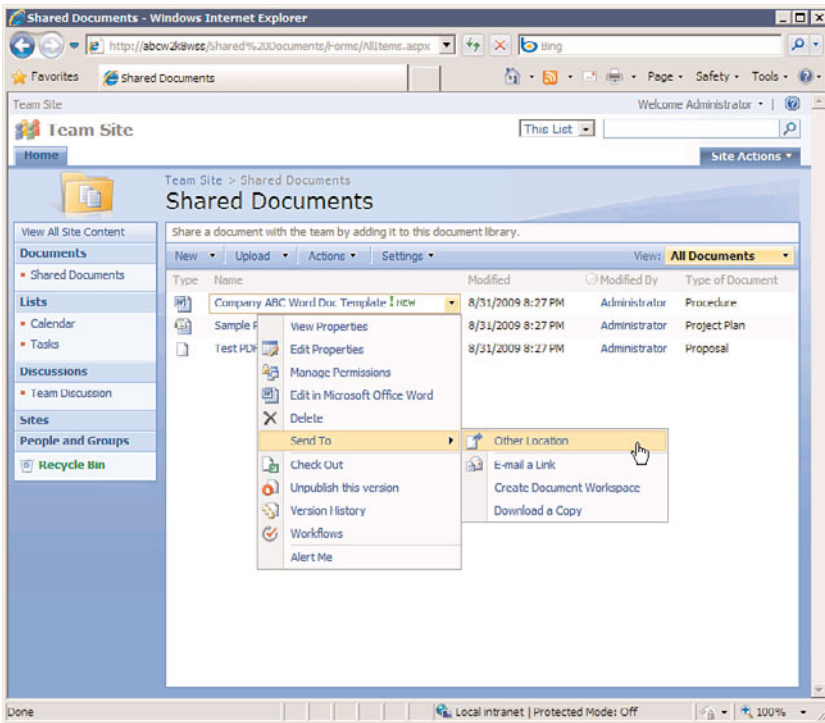 Shared Documents - Windows Internet Explorer
http://abcw2k8wss/Shared%20Documents/Forms/AllItems.aspx
Bing
Favorites Shared Documents
Page Safety Tools
Team Site
Welcome Administrator
Team Site
This List
Home
Site Actions
Team Site > Shared Documents
Shared Documents
View All Site Content
Share a document with the team by adding it to this document library.
Documents
New Upload Actions Settings View: All Documents
Shared Documents
Type Name Modified Modified By Type of Document
Lists
Company ABC Word Doc Template ! NEW 8/31/2009 8:27 PM Administrator Procedure
Calendar
Sample 8/31/2009 8:27 PM Administrator Project Plan
Tasks
Test PDF 8/31/2009 8:27 PM Administrator Proposal
Discussions
Team Discussion
Sites
People and Groups
Recycle Bin
View Properties
Edit Properties
Manage Permissions
Edit in Microsoft Office Word
Delete
Send To
Check Out
Unpublish this version
Version History
Workflows
Alert Me
Other Location
E-mail a Link
Create Document Workspace
Download a Copy
Done
Local intranet | Protected Mode: Off
100%